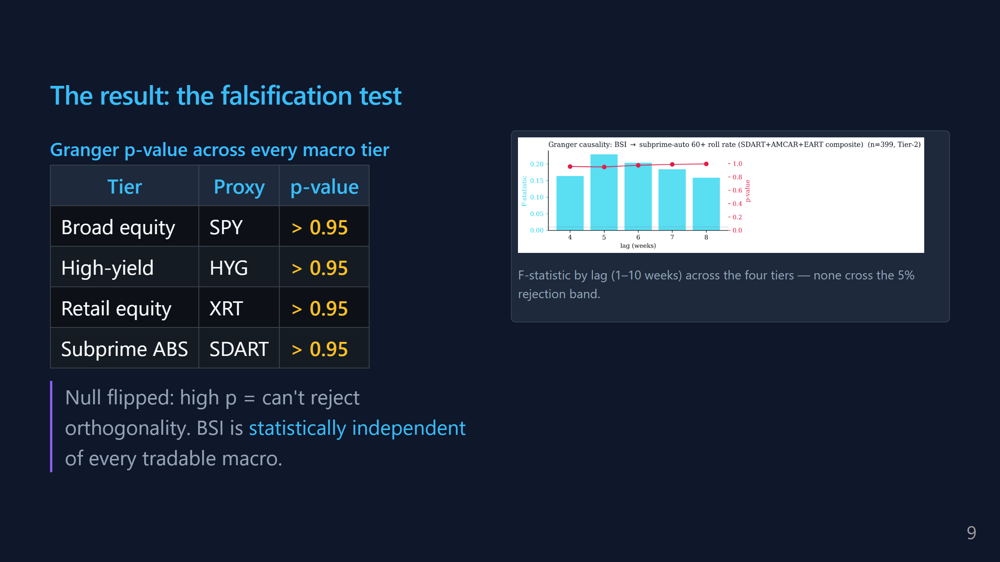 The result: the falsification test
Granger p-value across every macro tier
Tier Proxy p-value
Broad equity SPY > 0.95
High-yield HYG > 0.95
Retail equity XRT > 0.95
Subprime ABS SDART > 0.95
Null flipped: high p = can't reject
orthogonality. BSI is statistically independent
of every tradable macro.
Granger causality: BSI → subprime-auto 60+ roll rate (SDART+AMCAR+EART composte) (n=399, Tier-2)
F-statistic
0.20
0.15
0.10
0.05
0.00
1.0
0.8
0.6
0.4
0.2
0.0
p-value
4 5 6 7 8
lag (weeks)
F-statistic by lag (1–10 weeks) across the four tiers — none cross the 5%
rejection band.
9